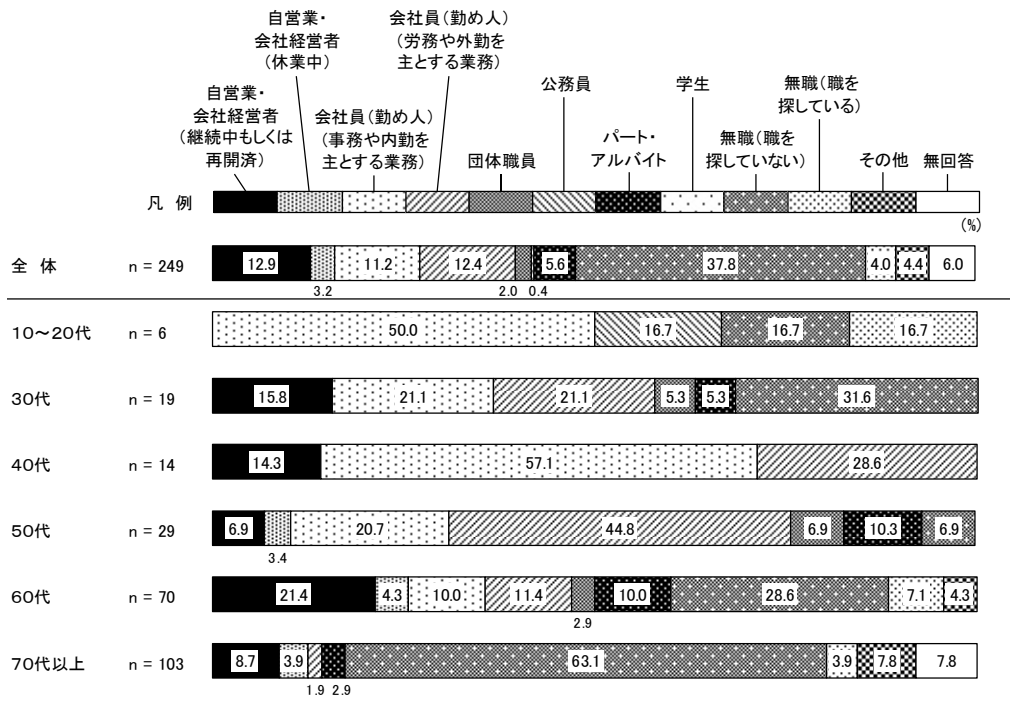 自営業・
会社経営者
(休業中)
会社員(勤め人)
(労務や外勤を
主とする業務)
公務員
学生
無職(職を
探している)
自営業・
会社経営者
(継続中もしくは
再開済)
会社員(勤め人)
(事務や内勤を
主とする業務)
団体職員
パート・
アルバイト
無職(職を
探していない)
その他
無回答
凡 例
(%)
全 体 n = 249 12.9 11.2 12.4 5.6 37.8 4.0 4.4 6.0
3.2 2.0 0.4
10～20代 n = 6 50.0 16.7 16.7 16.7
30代 n = 19 15.8 21.1 21.1 5.3 5.3 31.6
40代 n = 14 14.3 57.1 28.6
50代 n = 29 6.9 20.7 44.8 6.9 10.3 6.9
3.4
60代 n = 70 21.4 4.3 10.0 11.4 10.0 28.6 7.1 4.3
2.9
70代以上 n = 103 8.7 3.9 63.1 3.9 7.8 7.8
1.9 2.9